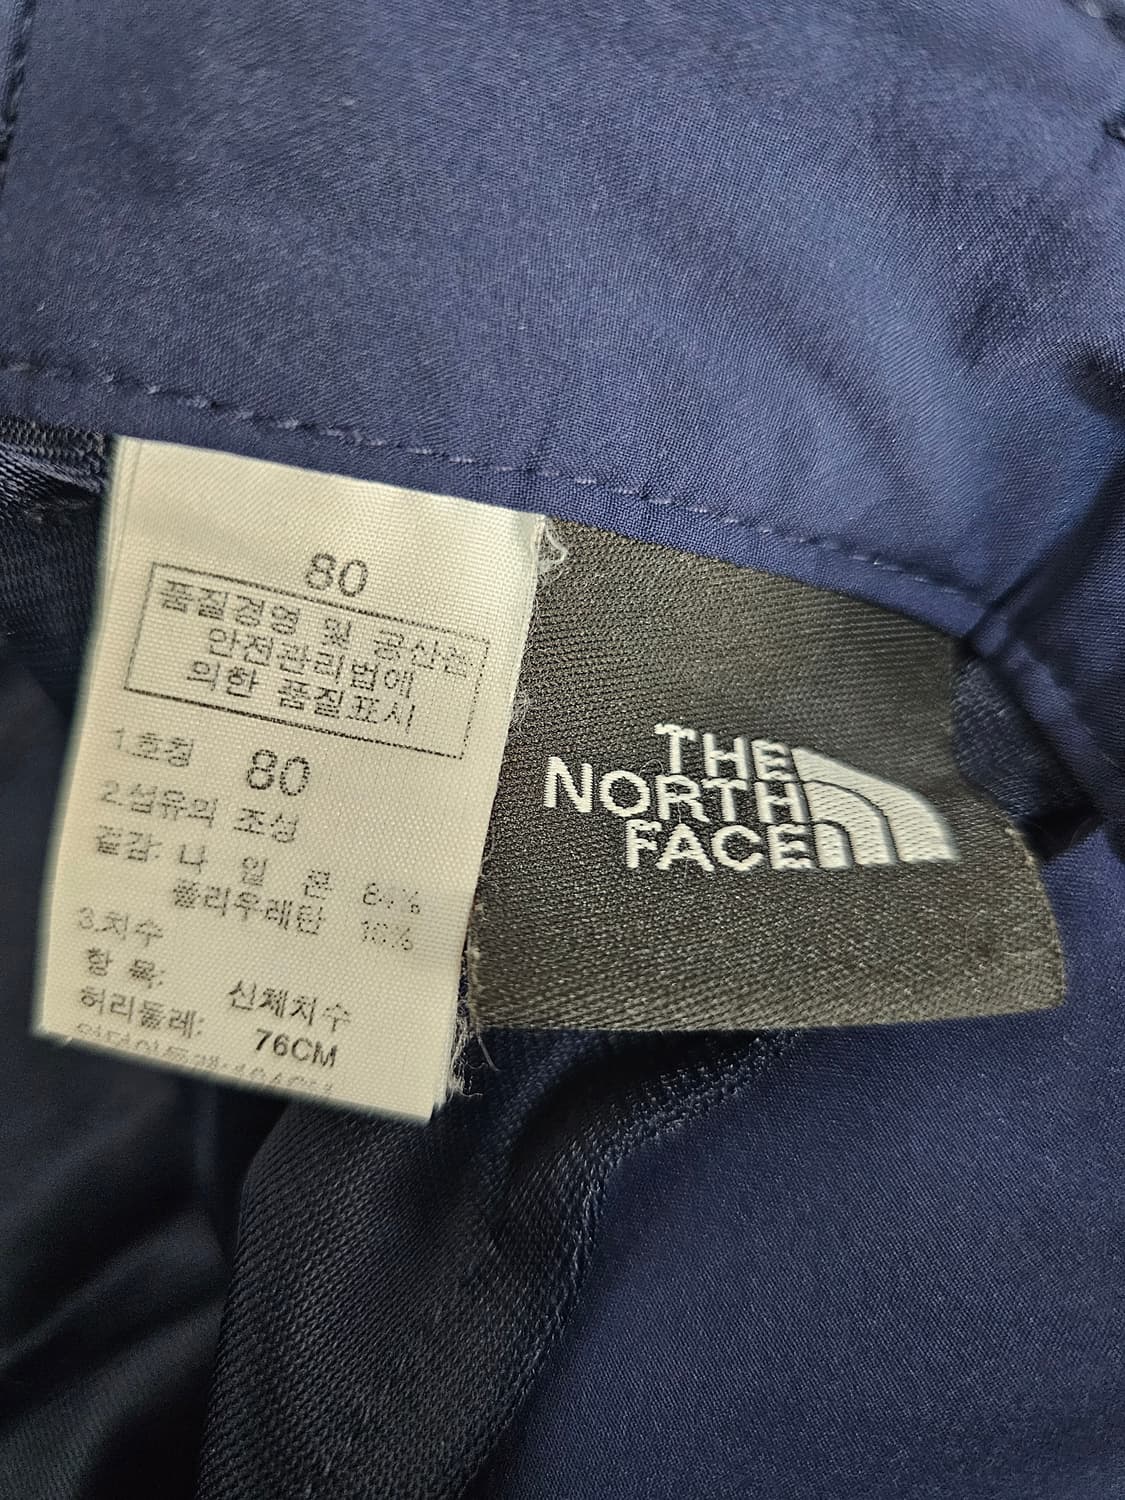 80
품질경영 및 공산품
안전관리법에
의한 품질표시
1.호칭 80
2.섬유의 조성
겉감: 나 일 론 84%
폴리우레탄 16%
3.치수
항 목: 신체치수
허리둘레: 76CM
THE
NORTH
FACE